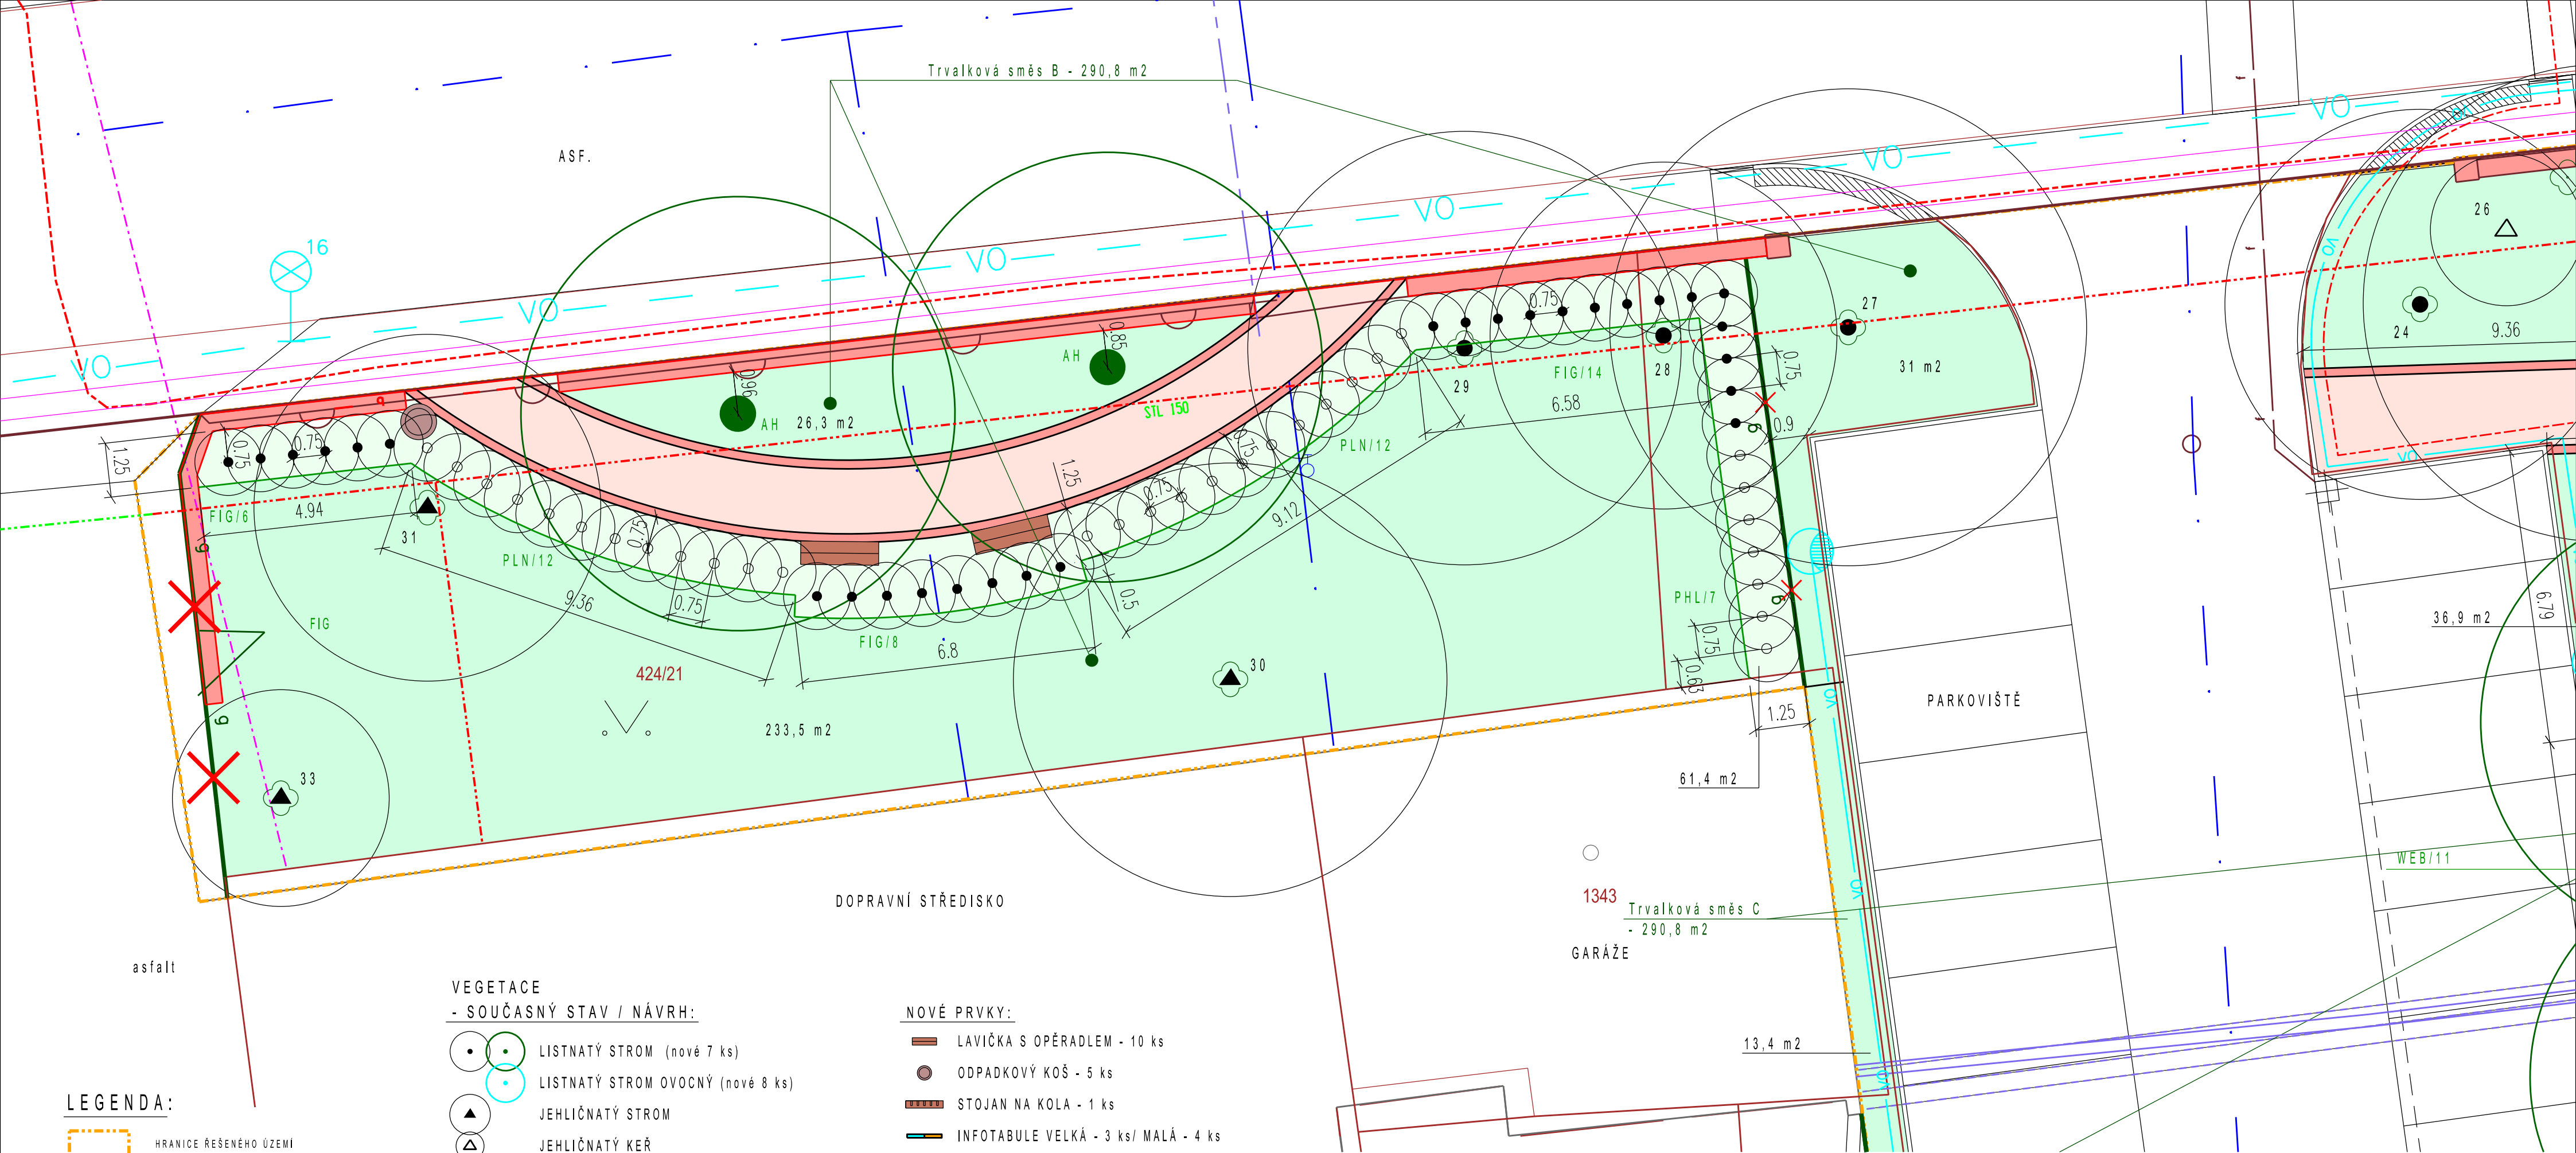 Trvalková směs B - 290,8 m2
ASF.
16
VO
VO
VO
VO
VO
VO
VO
VO
VO
26
24
9.36
27
31 m2
28
29
0.75
0.75
0.9
0.85
AH
0.96
AH
26,3 m2
STL 150
FIG/14
6.58
PLN/12
9.12
0.75
0.75
1.25
0.5
1.25
0.75
0.75
FIG/6
4.94
31
PLN/12
0.75
9.36
0.75
FIG/8
6.8
FIG
424/21
233,5 m2
30
33
PHL/7
0.75
0.63
1.25
61,4 m2
PARKOVIŠTĚ
36,9 m2
6.79
WEB/11
VO
VO
VO
DOPRAVNÍ STŘEDISKO
1343
Trvalková směs C
- 290,8 m2
GARÁŽE
13,4 m2
asfalt
VEGETACE
- SOUČASNÝ STAV / NÁVRH:
LISTNATÝ STROM (nové 7 ks)
LISTNATÝ STROM OVOCNÝ (nové 8 ks)
JEHLIČNATÝ STROM
JEHLIČNATÝ KEŘ
NOVÉ PRVKY:
LAVIČKA S OPĚRADLEM - 10 ks
ODPADKOVÝ KOŠ - 5 ks
STOJAN NA KOLA - 1 ks
INFOTABULE VELKÁ - 3 ks/ MALÁ - 4 ks
LEGENDA:
HRANICE ŘEŠENÉHO ÚZEMÍ